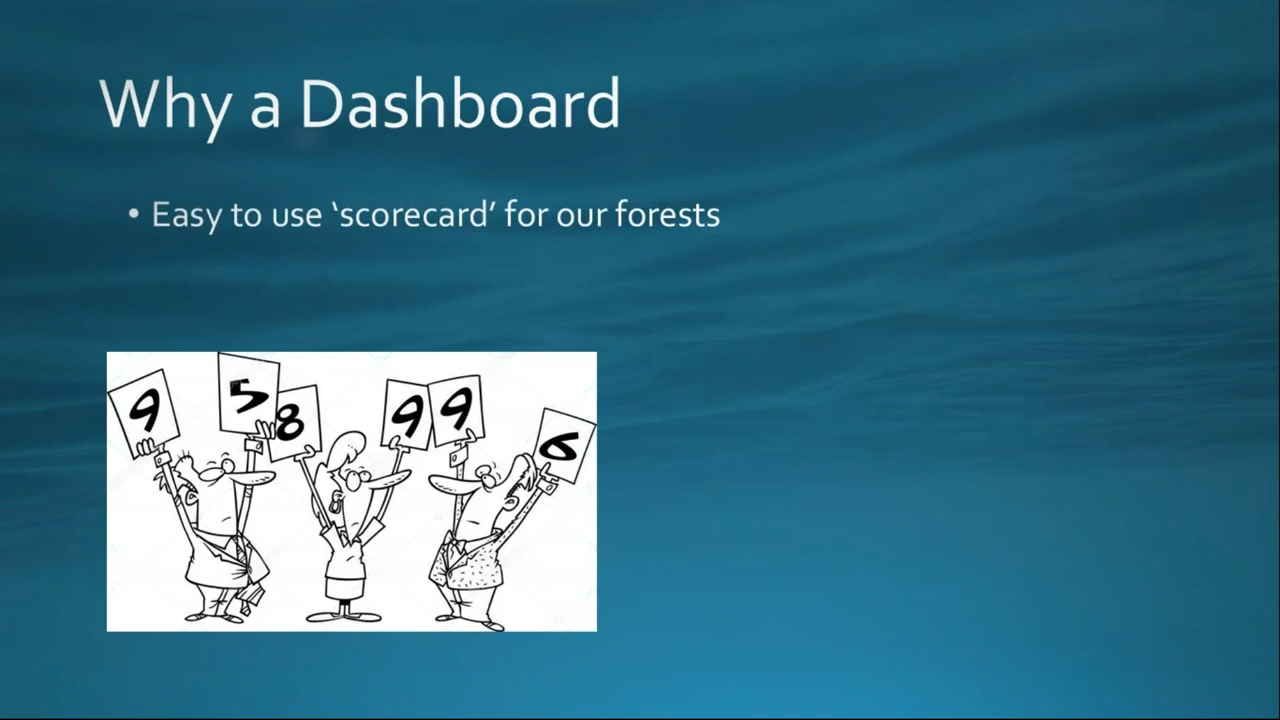 Why a Dashboard
• Easy to use ‘scorecard’ for our forests
9 5 8 9 9 6